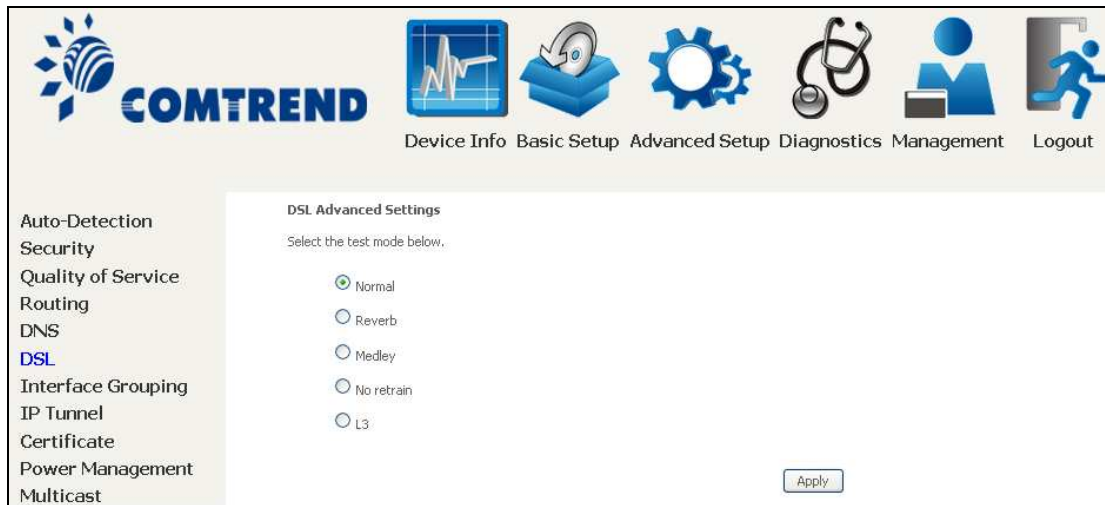 COMTREND
Device Info Basic Setup Advanced Setup Diagnostics Management Logout
Auto-Detection
Security
Quality of Service
Routing
DNS
DSL
Interface Grouping
IP Tunnel
Certificate
Power Management
Multicast
DSL Advanced Settings
Select the test mode below.
Normal
Reverb
Medley
No retrain
L3
Apply